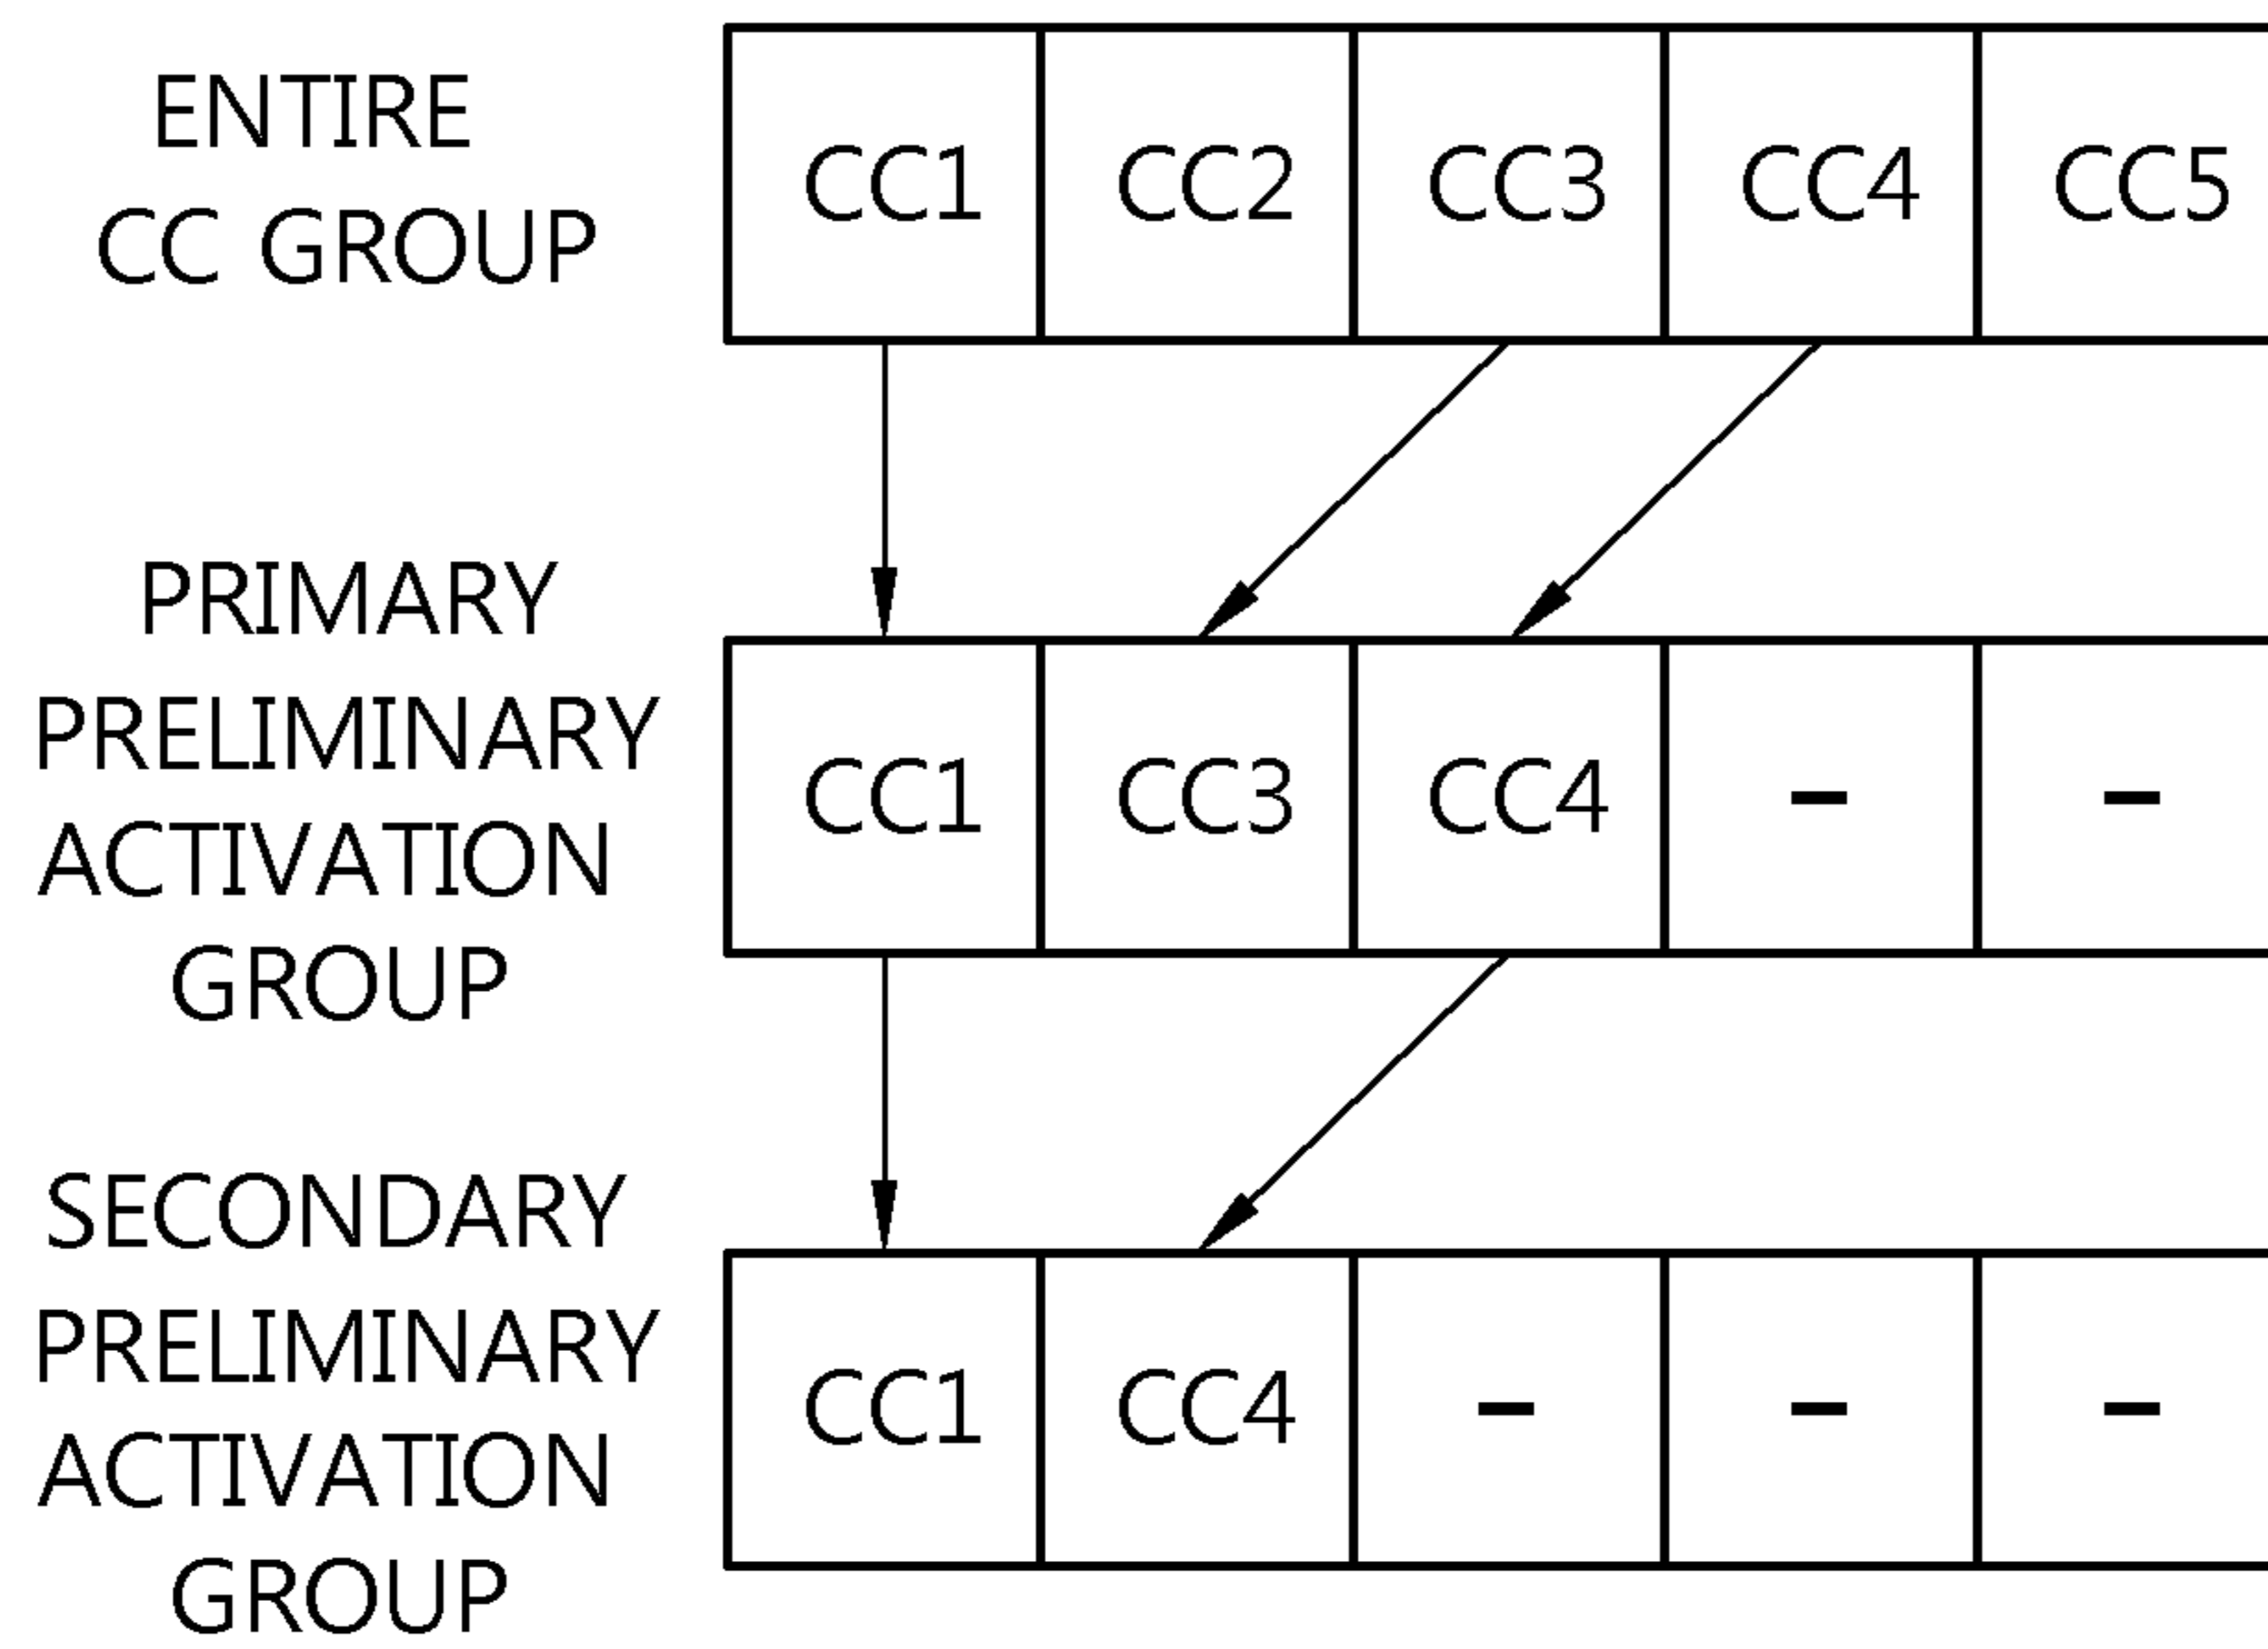 ENTIRE
CC GROUP
CC1 CC2 CC3 CC4 CC5
PRIMARY
PRELIMINARY
ACTIVATION
GROUP
CC1 CC3 CC4 - -
SECONDARY
PRELIMINARY
ACTIVATION
GROUP
CC1 CC4 - - -